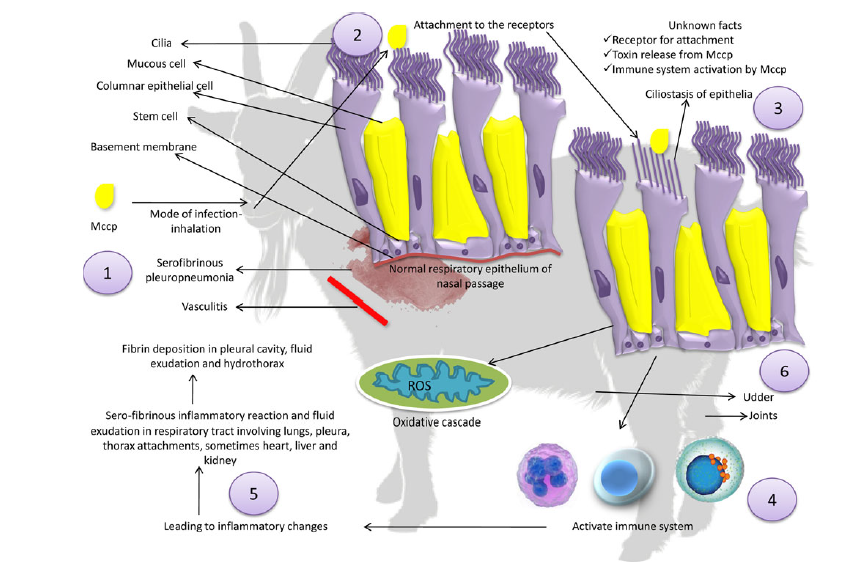 2
Attachment to the receptors
Unknown facts
✓Receptor for attachment
✓Toxin release from Mccp
✓Immune system activation by Mccp
Cilia
Mucous cell
Columnar epithelial cell
Stem cell
Basement membrane
Ciliostasis of epithelia
3
Mccp
Mode of infection-
inhalation
1
Serofibrinous
pleuropneumonia
Vasculitis
Normal respiratory epithelium of
nasal passage
Fibrin deposition in pleural cavity, fluid
exudation and hydrothorax
ROS
Oxidative cascade
6
Udder
Joints
Sero-fibrinous inflammatory reaction and fluid
exudation in respiratory tract involving lungs, pleura,
thorax attachments, sometimes heart, liver and
kidney
5
4
Leading to inflammatory changes
Activate immune system